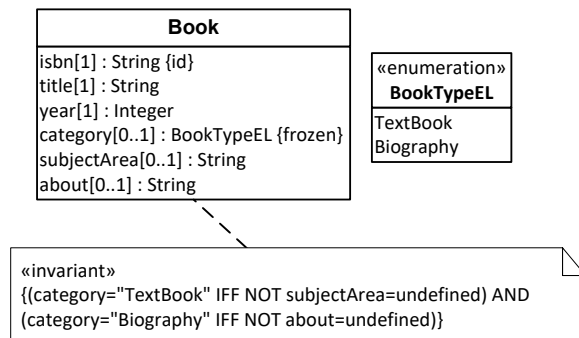 Book
isbn[1] : String {id}
title[1] : String
year[1] : Integer
category[0..1] : BookTypeEL {frozen}
subjectArea[0..1] : String
about[0..1] : String
«enumeration»
BookTypeEL
TextBook
Biography
«invariant»
{(category="TextBook" IFF NOT subjectArea=undefined) AND
(category="Biography" IFF NOT about=undefined)}